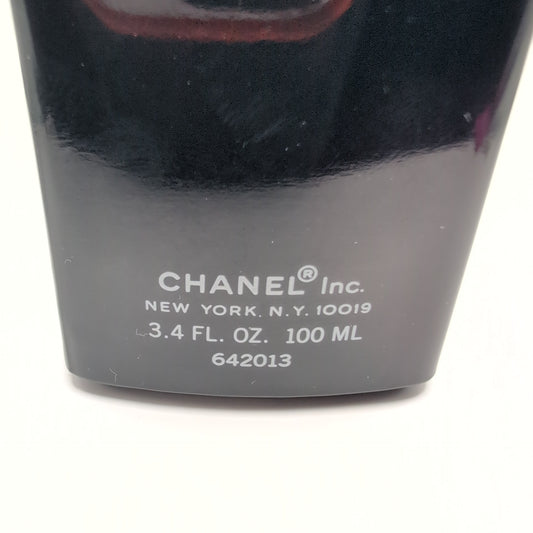 CHANEL® Inc.
NEW YORK. N.Y. 10019
3.4 FL. OZ. 100 ML
642013